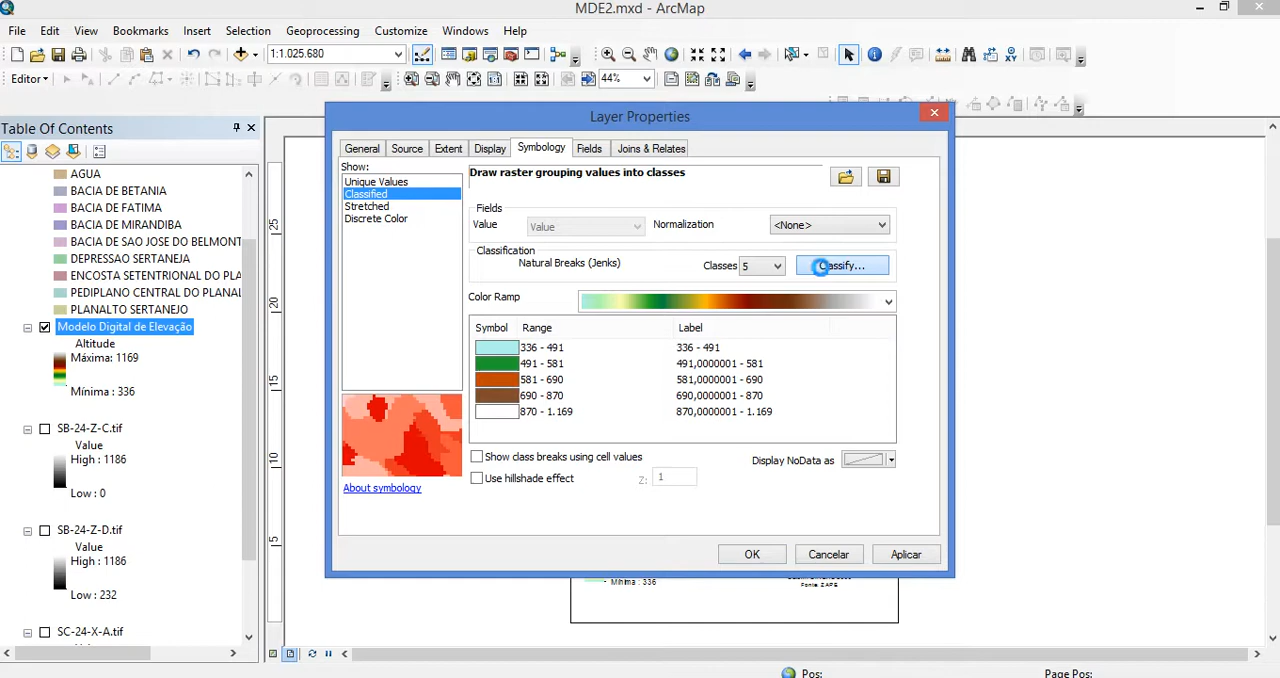 MDE2.mxd - ArcMap
File Edit View Bookmarks Insert Selection Geoprocessing Customize Windows Help
1:1.025.680
Editor
44%
Table Of Contents
AGUA
BACIA DE BETANIA
BACIA DE FATIMA
BACIA DE MIRANDIBA
BACIA DE SAO JOSE DO BELMONT
DEPRESSAO SERTANEJO
ENCOSTA SETENTRIONAL DO PLA
PEDIPLANO CENTRAL DO PLANAL
PLANALTO SERTANEJO
Modelo Digital de Elevação
Altitude
Máxima: 1169
Mínima : 336
SB-24-Z-C.tif
Value
High : 1186
Low : 0
SB-24-Z-D.tif
Value
High : 1186
Low : 232
SC-24-X-A.tif
25
20
15
10
5
Layer Properties
General Source Extent Display Symbology Fields Joins & Relates
Show:
Unique Values
Classified
Stretched
Discrete Color
About symbology
Draw raster grouping values into classes
Fields
Value Value Normalization <None>
Classification
Natural Breaks (Jenks) Classes 5 Classify...
Color Ramp
Symbol Range Label
336 - 491 336 - 491
491 - 581 491,0000001 - 581
581 - 690 581,0000001 - 690
690 - 870 690,0000001 - 870
870 - 1.169 870,0000001 - 1.169
Show class breaks using cell values
Display NoData as
Use hillshade effect Z: 1
OK Cancelar Aplicar
Mínima : 336
Fonte: ZAPE
Pos: Page Pos: